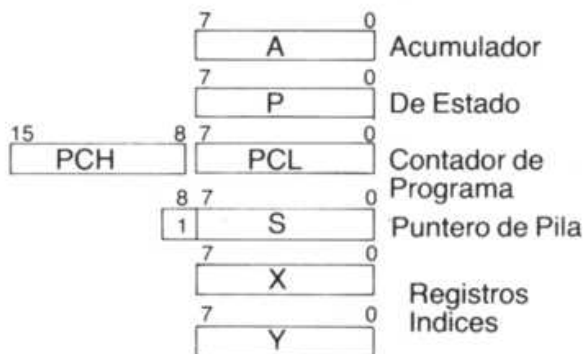 7 0
A Acumulador
7 0
P De Estado
15 8 7 0
PCH PCL Contador de
Programa
8 7 0
1 S Puntero de Pila
7 0
X
Registros
7 0
Indices
Y